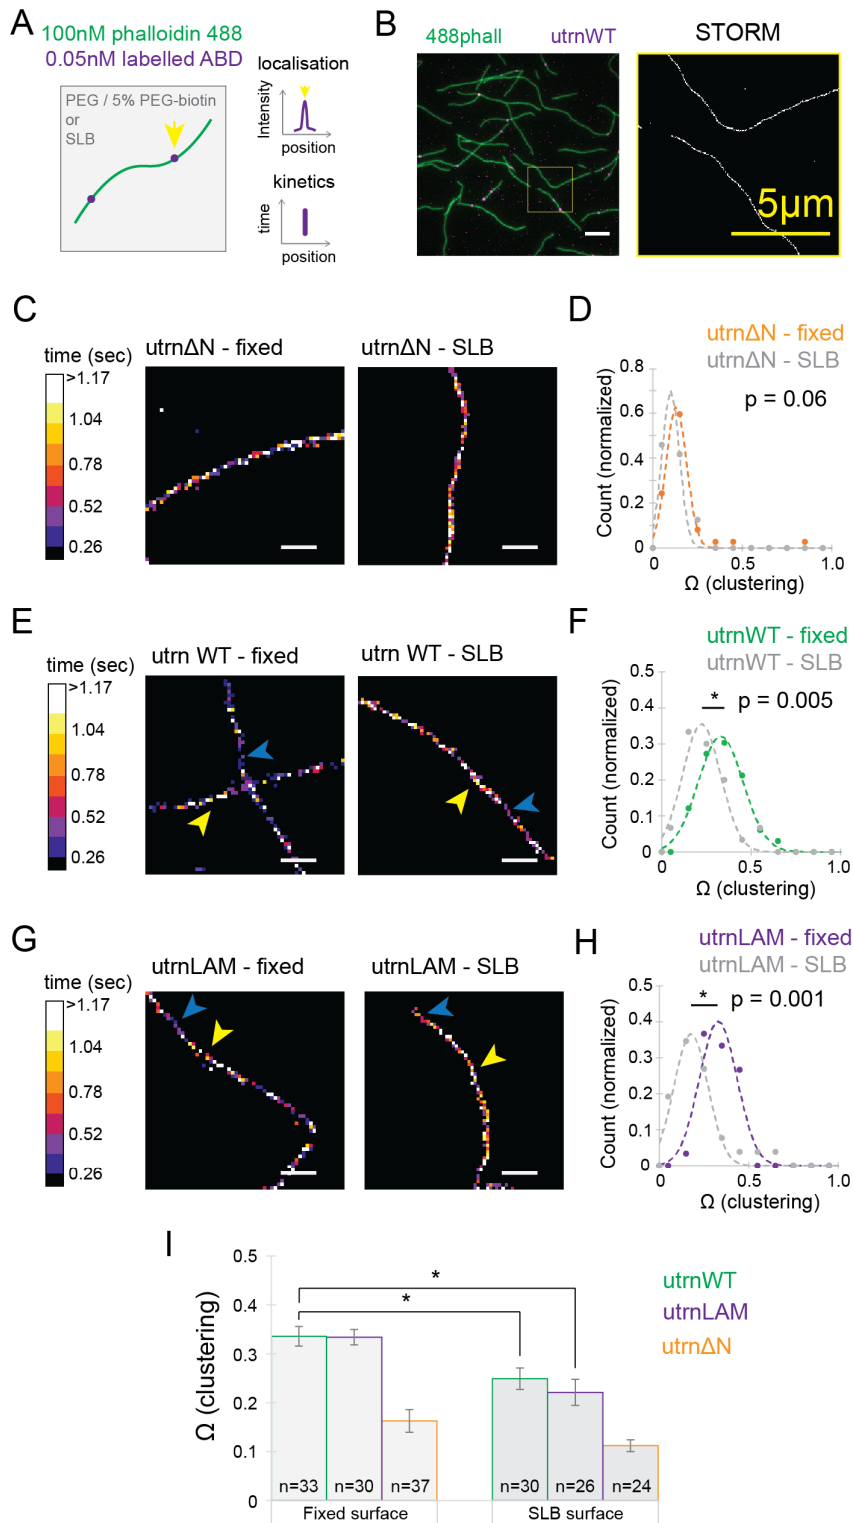 A
100nM phalloidin 488
0.05nM labelled ABD
PEG / 5% PEG-biotin
or
SLB
localisation
Intensity
position
kinetics
time
position
B
488phall
utrnWT
STORM
5μm
C
time (sec)
>1.17
1.04
0.78
0.52
0.26
utrnΔN - fixed
utrnΔN - SLB
D
utrnΔN - fixed
utrnΔN - SLB
p = 0.06
Count (normalized)
0.8
0.6
0.4
0.2
0
0
0.5
1.0
Ω (clustering)
E
time (sec)
>1.17
1.04
0.78
0.52
0.26
utrn WT - fixed
utrn WT - SLB
F
utrnWT - fixed
utrnWT - SLB
* p = 0.005
Count (normalized)
0.5
0.4
0.3
0.2
0.1
0
0
0.5
1.0
Ω (clustering)
G
time (sec)
>1.17
1.04
0.78
0.52
0.26
utrnLAM - fixed
utrnLAM - SLB
H
utrnLAM - fixed
utrnLAM - SLB
* p = 0.001
Count (normalized)
0.5
0.4
0.3
0.2
0.1
0
0
0.5
1.0
Ω (clustering)
I
Ω (clustering)
0.5
0.4
0.3
0.2
0.1
0
*
*
utrnWT
utrnLAM
utrnΔN
n=33 n=30 n=37 n=30 n=26 n=24
Fixed surface SLB surface